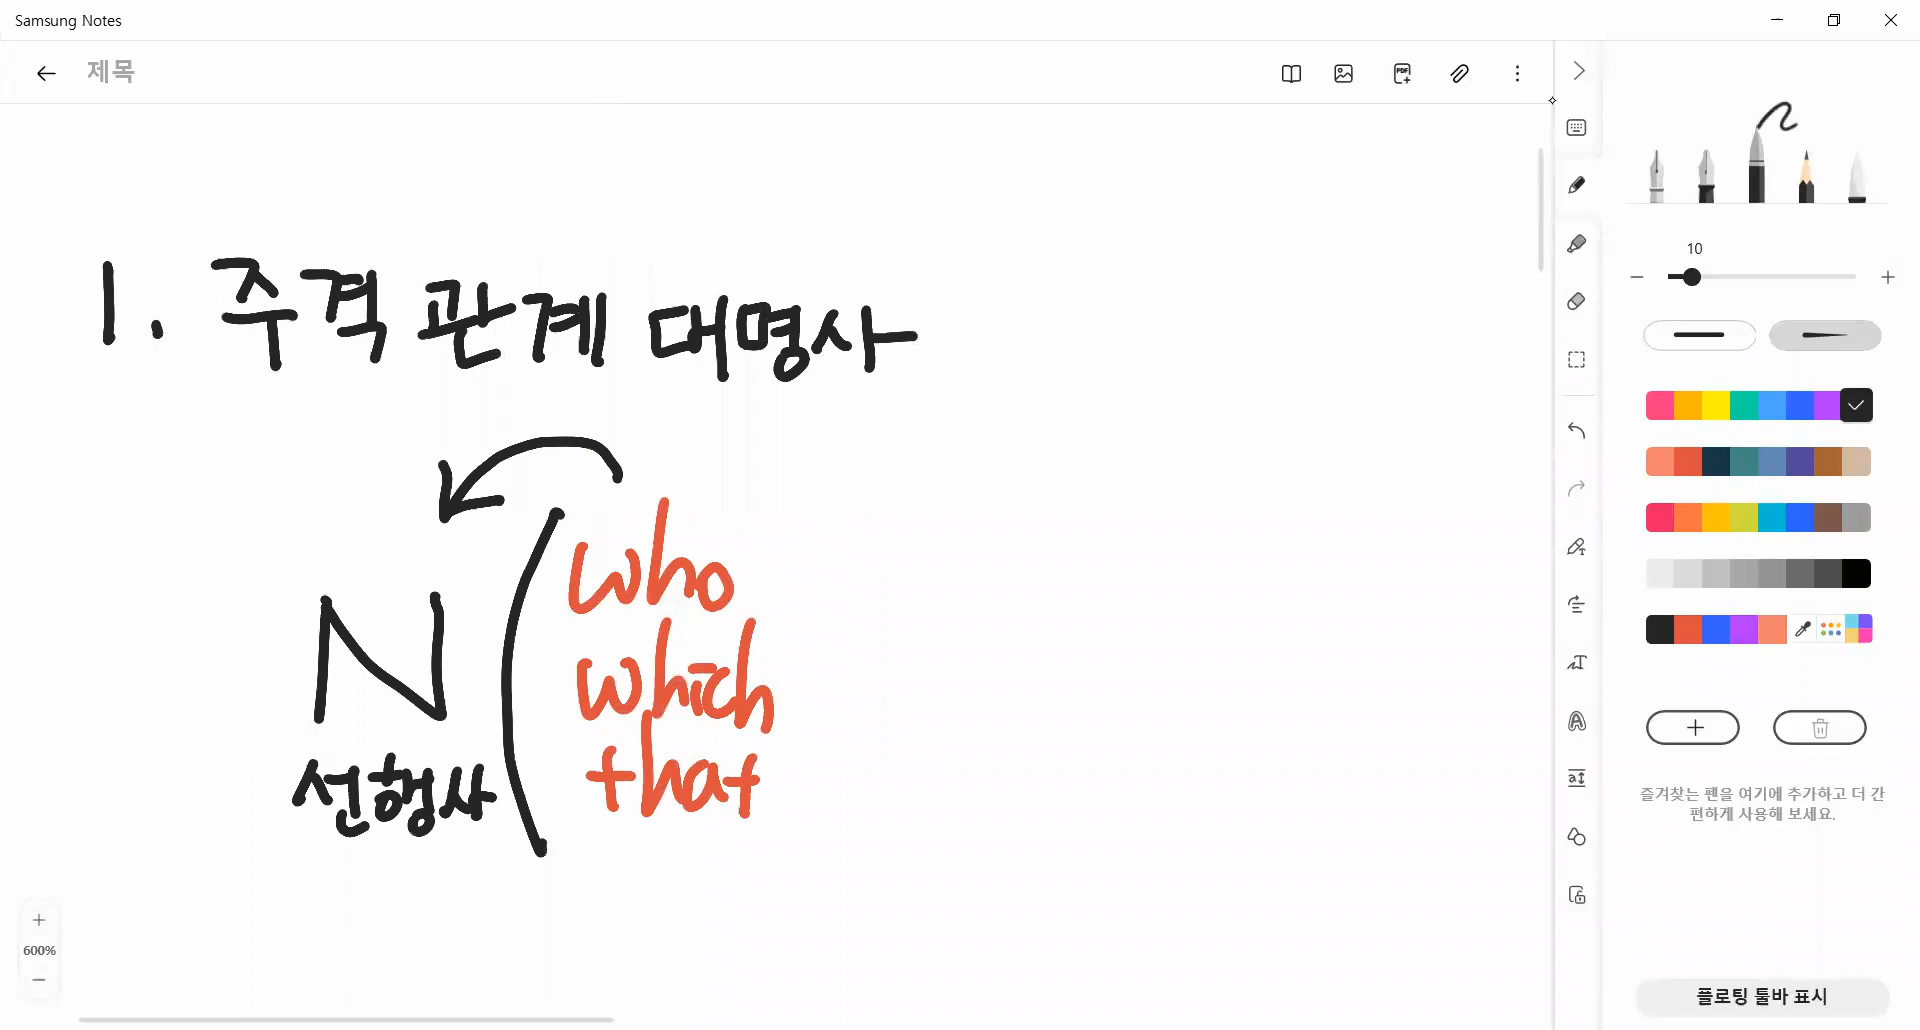 Samsung Notes
제목
10
1. 주격 관계 대명사
who
N
which
선행사
that
즐겨찾는 펜을 여기에 추가하고 더 간
편하게 사용해 보세요.
600%
플로팅 툴바 표시